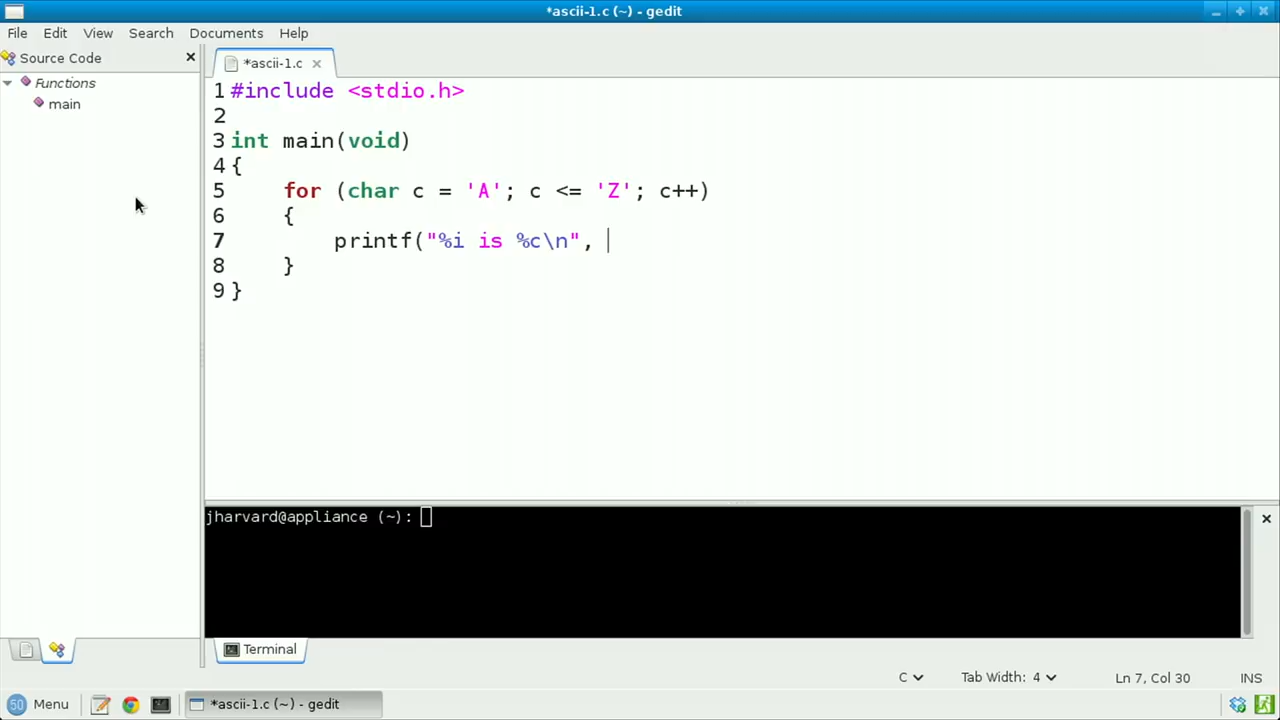 *ascii-1.c (~) - gedit
File Edit View Search Documents Help
Source Code
*ascii-1.c
Functions
main
1 #include <stdio.h>
2
3 int main(void)
4 {
5     for (char c = 'A'; c <= 'Z'; c++)
6     {
7         printf("%i is %c\n", 
8     }
9 }
jharvard@appliance (~):
Terminal
C Tab Width: 4 Ln 7, Col 30 INS
50 Menu *ascii-1.c (~) - gedit